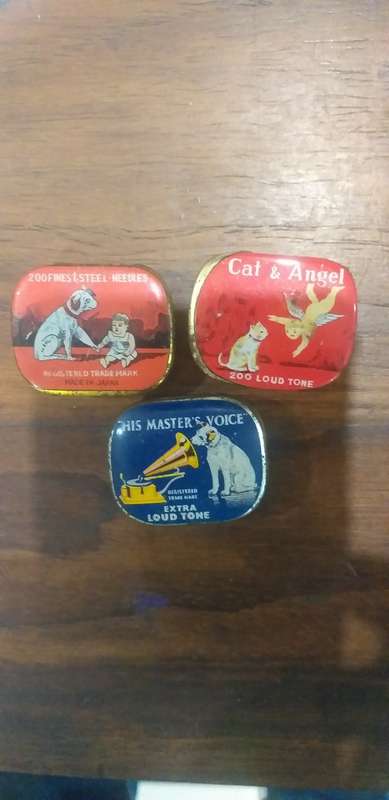 200 FINEST STEEL NEEDLES
REGISTERED TRADE MARK
MADE IN JAPAN
Cat & Angel
200 LOUD TONE
"HIS MASTER'S VOICE"
REGISTERED
TRADE MARK
EXTRA
LOUD TONE